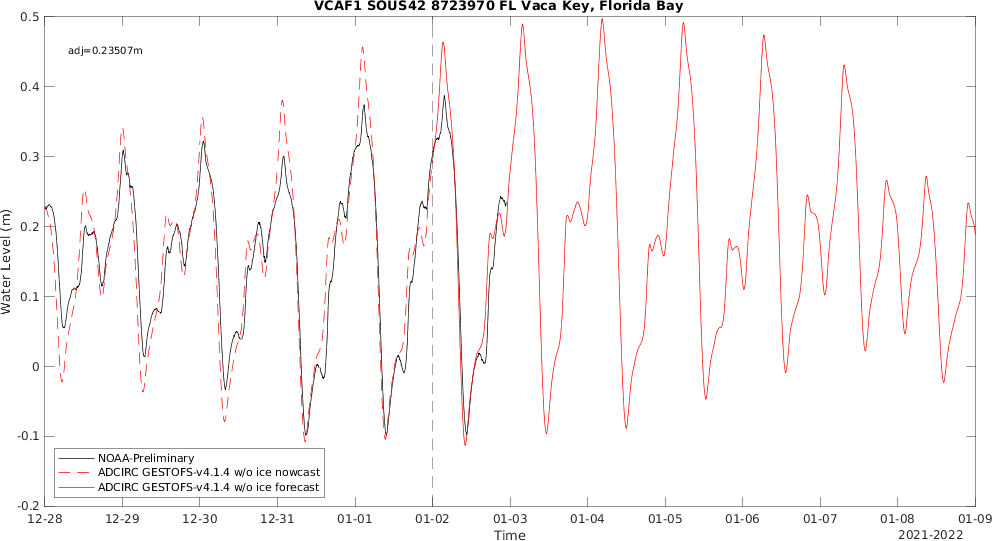 VCAF1 SOUS42 8723970 FL Vaca Key, Florida Bay
adj=0.23507m
Water Level (m)
0.5
0.4
0.3
0.2
0.1
0
-0.1
-0.2
NOAA-Preliminary
ADCIRC GESTOFS-v4.1.4 w/o ice nowcast
ADCIRC GESTOFS-v4.1.4 w/o ice forecast
12-28 12-29 12-30 12-31 01-01 01-02 01-03 01-04 01-05 01-06 01-07 01-08 01-09
Time
2021-2022